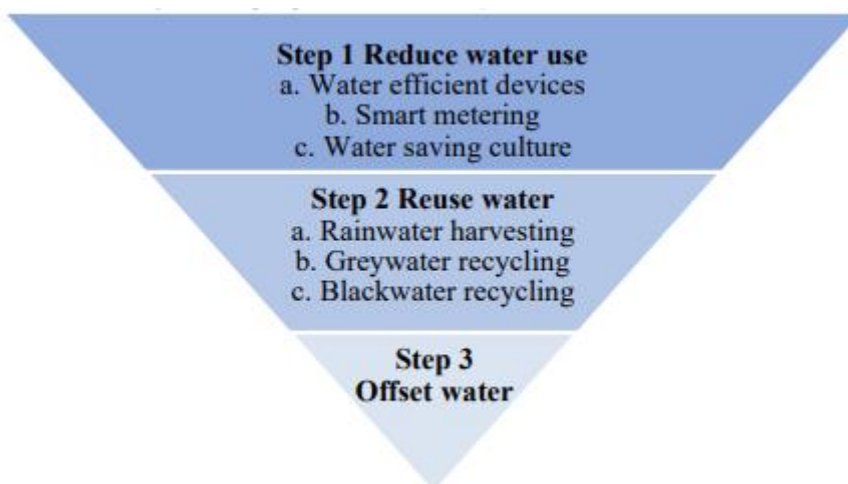 Step 1 Reduce water use
a. Water efficient devices
b. Smart metering
c. Water saving culture
Step 2 Reuse water
a. Rainwater harvesting
b. Greywater recycling
c. Blackwater recycling
Step 3
Offset water